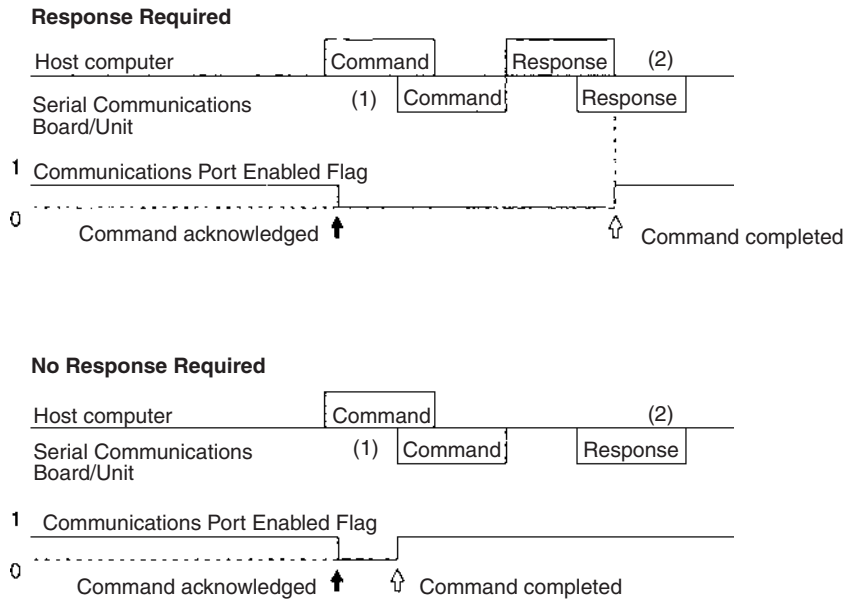 Response Required
Host computer Command Response (2)
Serial Communications Board/Unit (1) Command Response
1 Communications Port Enabled Flag
0
Command acknowledged Command completed
No Response Required
Host computer Command (2)
Serial Communications Board/Unit (1) Command Response
1 Communications Port Enabled Flag
0
Command acknowledged Command completed